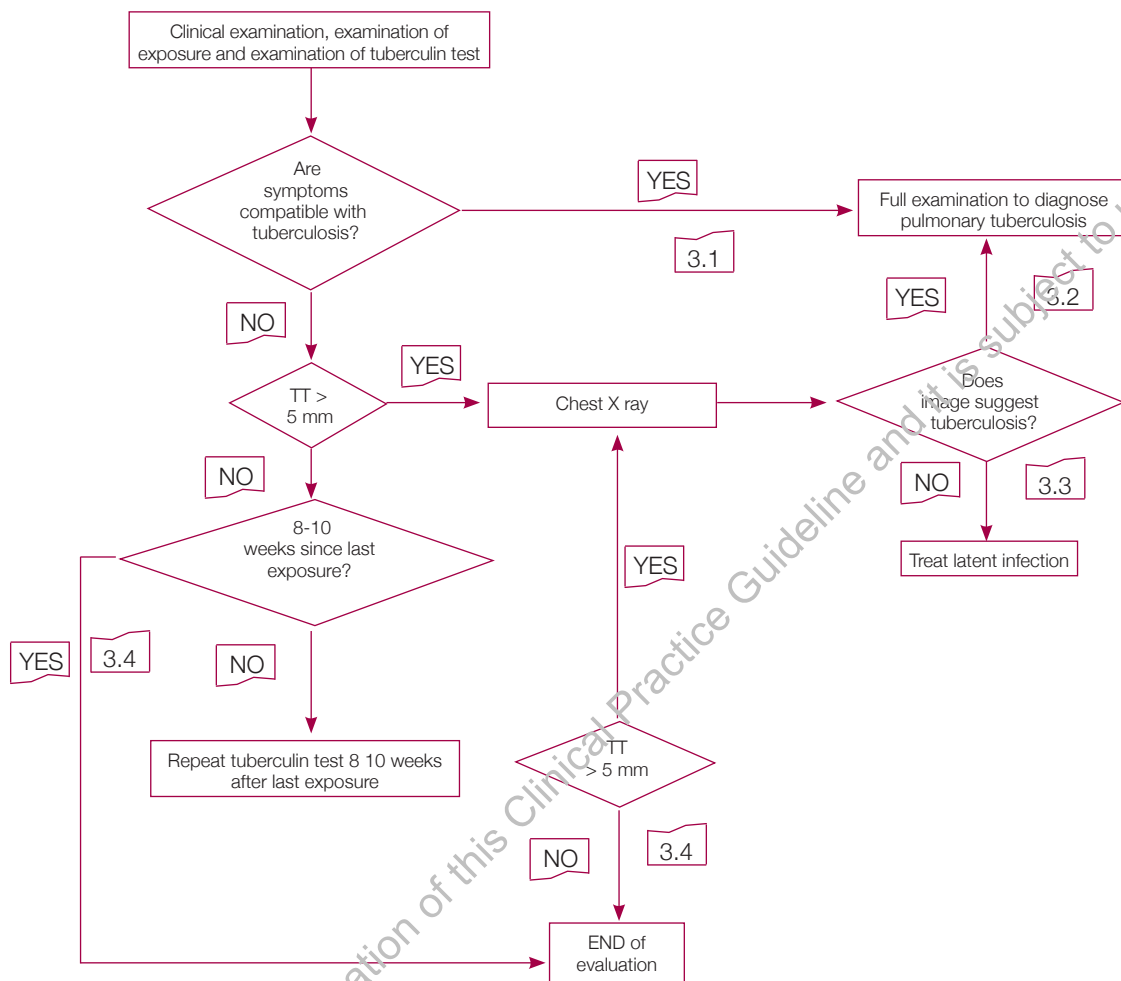 Clinical examination, examination of
exposure and examination of tuberculin test
Are
symptoms
compatible with
tuberculosis?
YES
3.1
Full examination to diagnose
pulmonary tuberculosis
YES
3.2
NO
TT >
5 mm
YES
Chest X ray
Does
image suggest
tuberculosis?
NO
3.3
Treat latent infection
NO
8-10
weeks since last
exposure?
YES
3.4
NO
Repeat tuberculin test 8 10 weeks
after last exposure
YES
TT
> 5 mm
NO
3.4
END of
evaluation
of this Clinical Practice Guideline and it is subject to